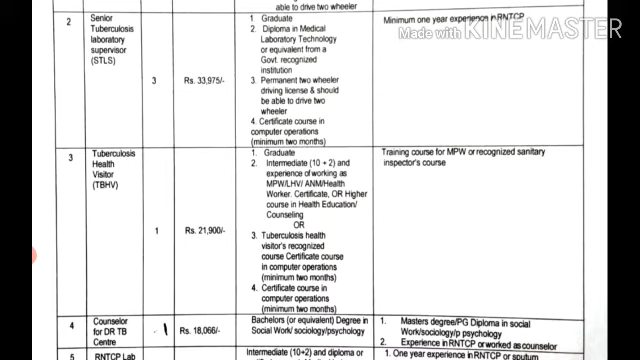 able to drive two wheeler
Made with KINEMASTER
2 Senior Tuberculosis laboratory supervisor (STLS) 3 Rs. 33,975/-
1 Graduate
2. Diploma in Medical
Laboratory Technology
or equivalent from a
Govt. recognized
institution
3. Permanent two wheeler
driving license & should
be able to drive two
wheeler
4. Certificate course in
computer operations
(minimum two months)
Minimum one year experience in RNTCP
3 Tuberculosis Health Visitor (TBHV) 1 Rs. 21,900/-
1. Graduate
2. Intermediate (10 + 2) and
experience of working as
MPW/LHV/ ANM/Health
Worker. Certificate, OR Higher
course in Health Education/
Counseling
OR
3. Tuberculosis health
visitor's recognized
course Certificate course
in computer operations
(minimum two months)
4. Certificate course in
computer operations
(minimum two months)
Training course for MPW or recognized sanitary
inspector's course
4 Counselor for DR TB Centre 1 Rs. 18,066/-
Bachelors (or equivalent) Degree in
Social Work/ sociology/psychology
1. Masters degree/PG Diploma in social
Work/sociology/p psychology
2. Experience in RNTCP or worked as counselor
5 RNTCP Lab
Intermediate (10+2) and diploma or
1. One year experience in RNTCP or sputum